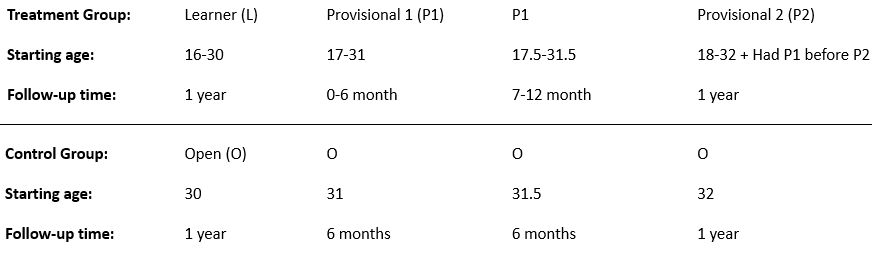 Treatment Group: Learner (L) Provisional 1 (P1) P1 Provisional 2 (P2)
Starting age: 16-30 17-31 17.5-31.5 18-32 + Had P1 before P2
Follow-up time: 1 year 0-6 month 7-12 month 1 year
Control Group: Open (O) O O O
Starting age: 30 31 31.5 32
Follow-up time: 1 year 6 months 6 months 1 year